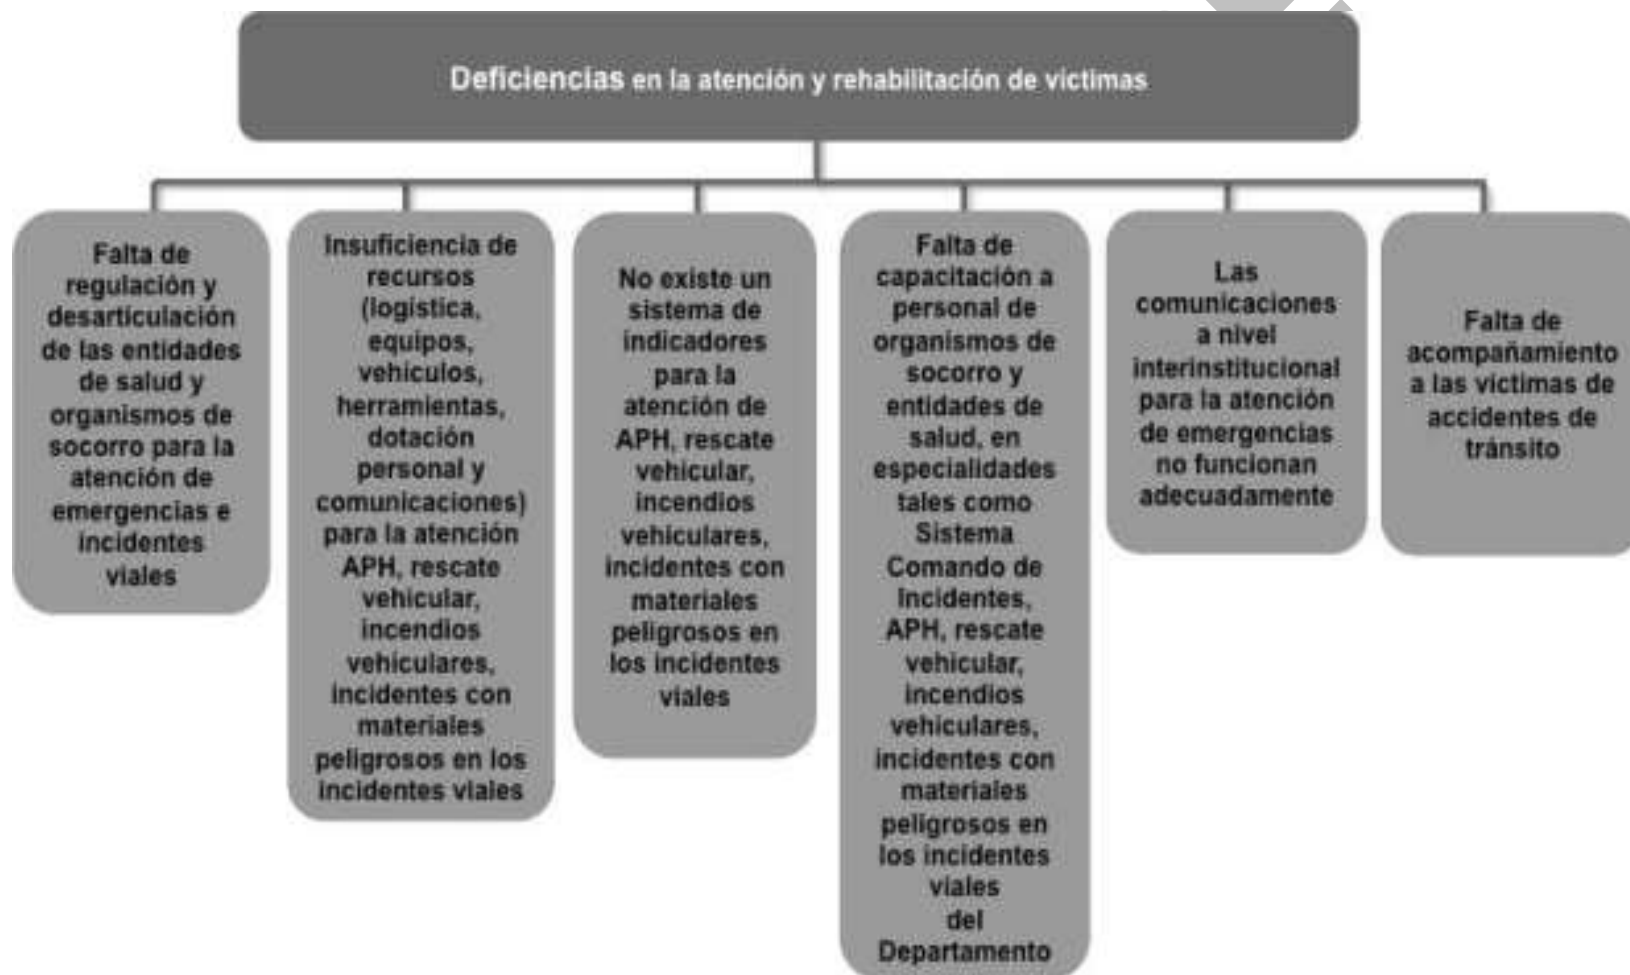 Deficiencias en la atención y rehabilitación de víctimas
Falta de
regulación y
desarticulación
de las entidades
de salud y
organismos de
socorro para la
atención de
emergencias e
incidentes
viales
Insuficiencia de
recursos
(logística,
equipos,
vehículos,
herramientas,
dotación
personal y
comunicaciones)
para la atención
APH, rescate
vehicular,
incendios
vehiculares,
incidentes con
materiales
peligrosos en los
incidentes viales
No existe un
sistema de
indicadores
para la
atención de
APH, rescate
vehicular,
incendios
vehiculares,
incidentes con
materiales
peligrosos en
los incidentes
viales
Falta de
capacitación a
personal de
organismos de
socorro y
entidades de
salud, en
especialidades
tales como
Sistema
Comando de
Incidentes,
APH, rescate
vehicular,
incendios
vehiculares,
incidentes con
materiales
peligrosos en
los incidentes
viales
del
Departamento
Las
comunicaciones
a nivel
interinstitucional
para la atención
de emergencias
no funcionan
adecuadamente
Falta de
acompañamiento
a las víctimas de
accidentes de
tránsito